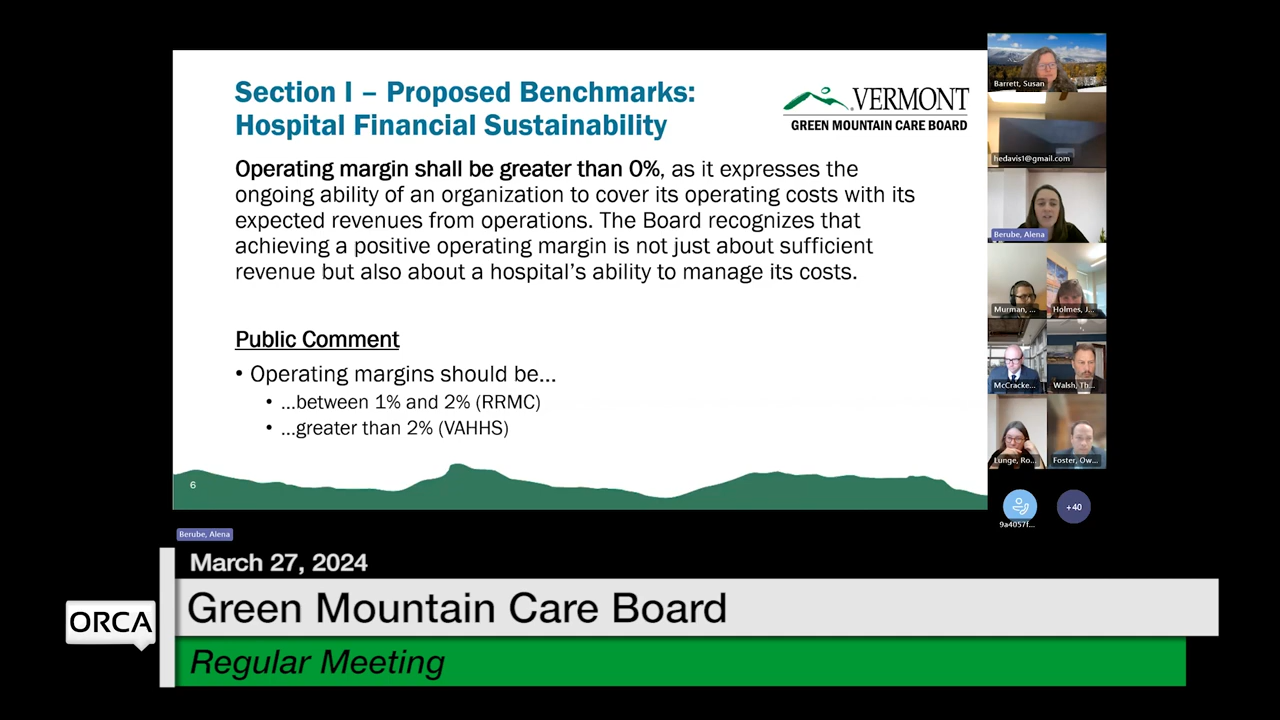 Section I – Proposed Benchmarks:
Hospital Financial Sustainability
VERMONT
GREEN MOUNTAIN CARE BOARD
Operating margin shall be greater than 0%, as it expresses the
ongoing ability of an organization to cover its operating costs with its
expected revenues from operations. The Board recognizes that
achieving a positive operating margin is not just about sufficient
revenue but also about a hospital's ability to manage its costs.
Public Comment
• Operating margins should be...
• ...between 1% and 2% (RRMC)
• ...greater than 2% (VAHHS)
6
Barrett, Susan
hedavis1@gmail.com
Berube, Alena
Murman, ...
Holmes, J...
McCracke...
Walsh, Th...
Lunge, Ro...
Foster, Ow...
9a4057f...
+40
Berube, Alena
March 27, 2024
ORCA
Green Mountain Care Board
Regular Meeting